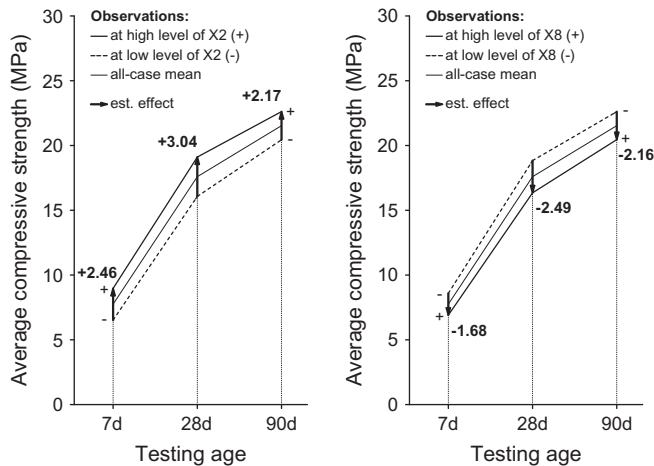 Observations:
at high level of X2 (+)
at low level of X2 (-)
all-case mean
est. effect
Average compressive strength (MPa)
30
25
20
15
10
5
0
+2.46
+3.04
+2.17
+
-
+
-
7d
28d
90d
Testing age
Observations:
at high level of X8 (+)
at low level of X8 (-)
all-case mean
est. effect
Average compressive strength (MPa)
30
25
20
15
10
5
0
-
+
-1.68
-2.49
-
+
-2.16
7d
28d
90d
Testing age